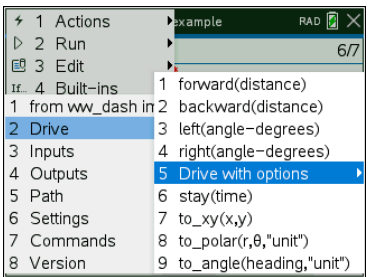 1 Actions
example RAD
2 Run
6/7
3 Edit
If... 4 Built-ins
1 from ww_dash im
2 Drive
3 Inputs
4 Outputs
5 Path
6 Settings
7 Commands
8 Version
1 forward(distance)
2 backward(distance)
3 left(angle-degrees)
4 right(angle-degrees)
5 Drive with options
6 stay(time)
7 to_xy(x,y)
8 to_polar(r,θ,"unit")
9 to_angle(heading,"unit")